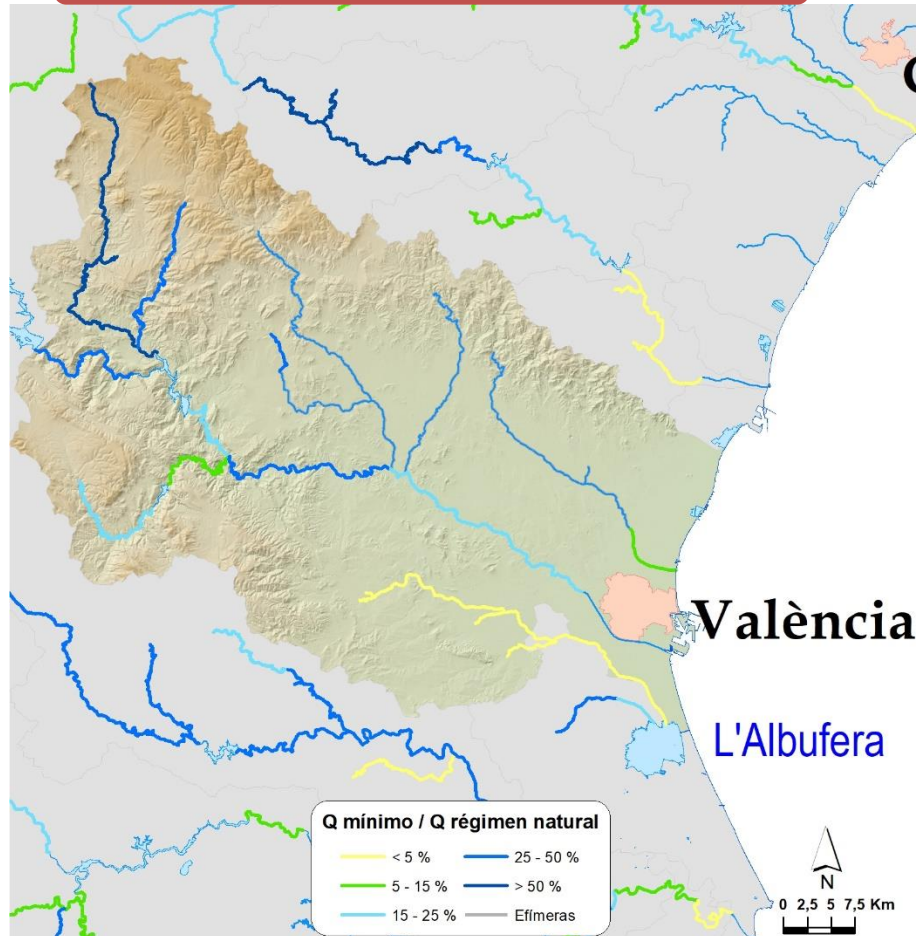 València
L'Albufera
Q mínimo / Q régimen natural
< 5 %
25 - 50 %
5 - 15 %
> 50 %
15 - 25 %
Efímeras
N
0 2,5 5 7,5 Km